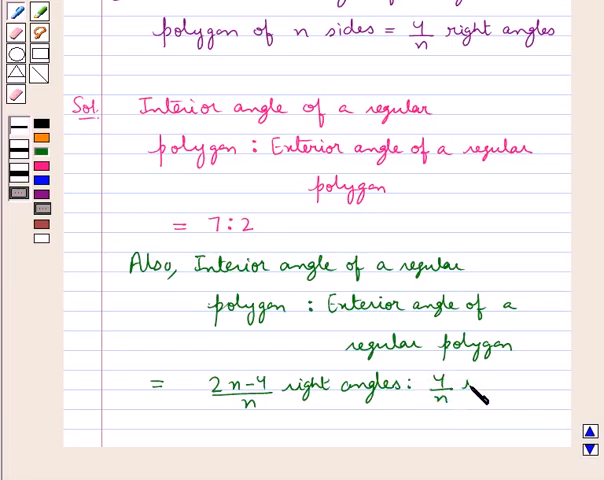 polygon of n sides = 4/n right angles
Sol. Interior angle of a regular
polygon : Exterior angle of a regular
polygon
= 7:2
Also, Interior angle of a regular
polygon : Exterior angle of a
regular polygon
= 2n-4/n right angles: 4/n